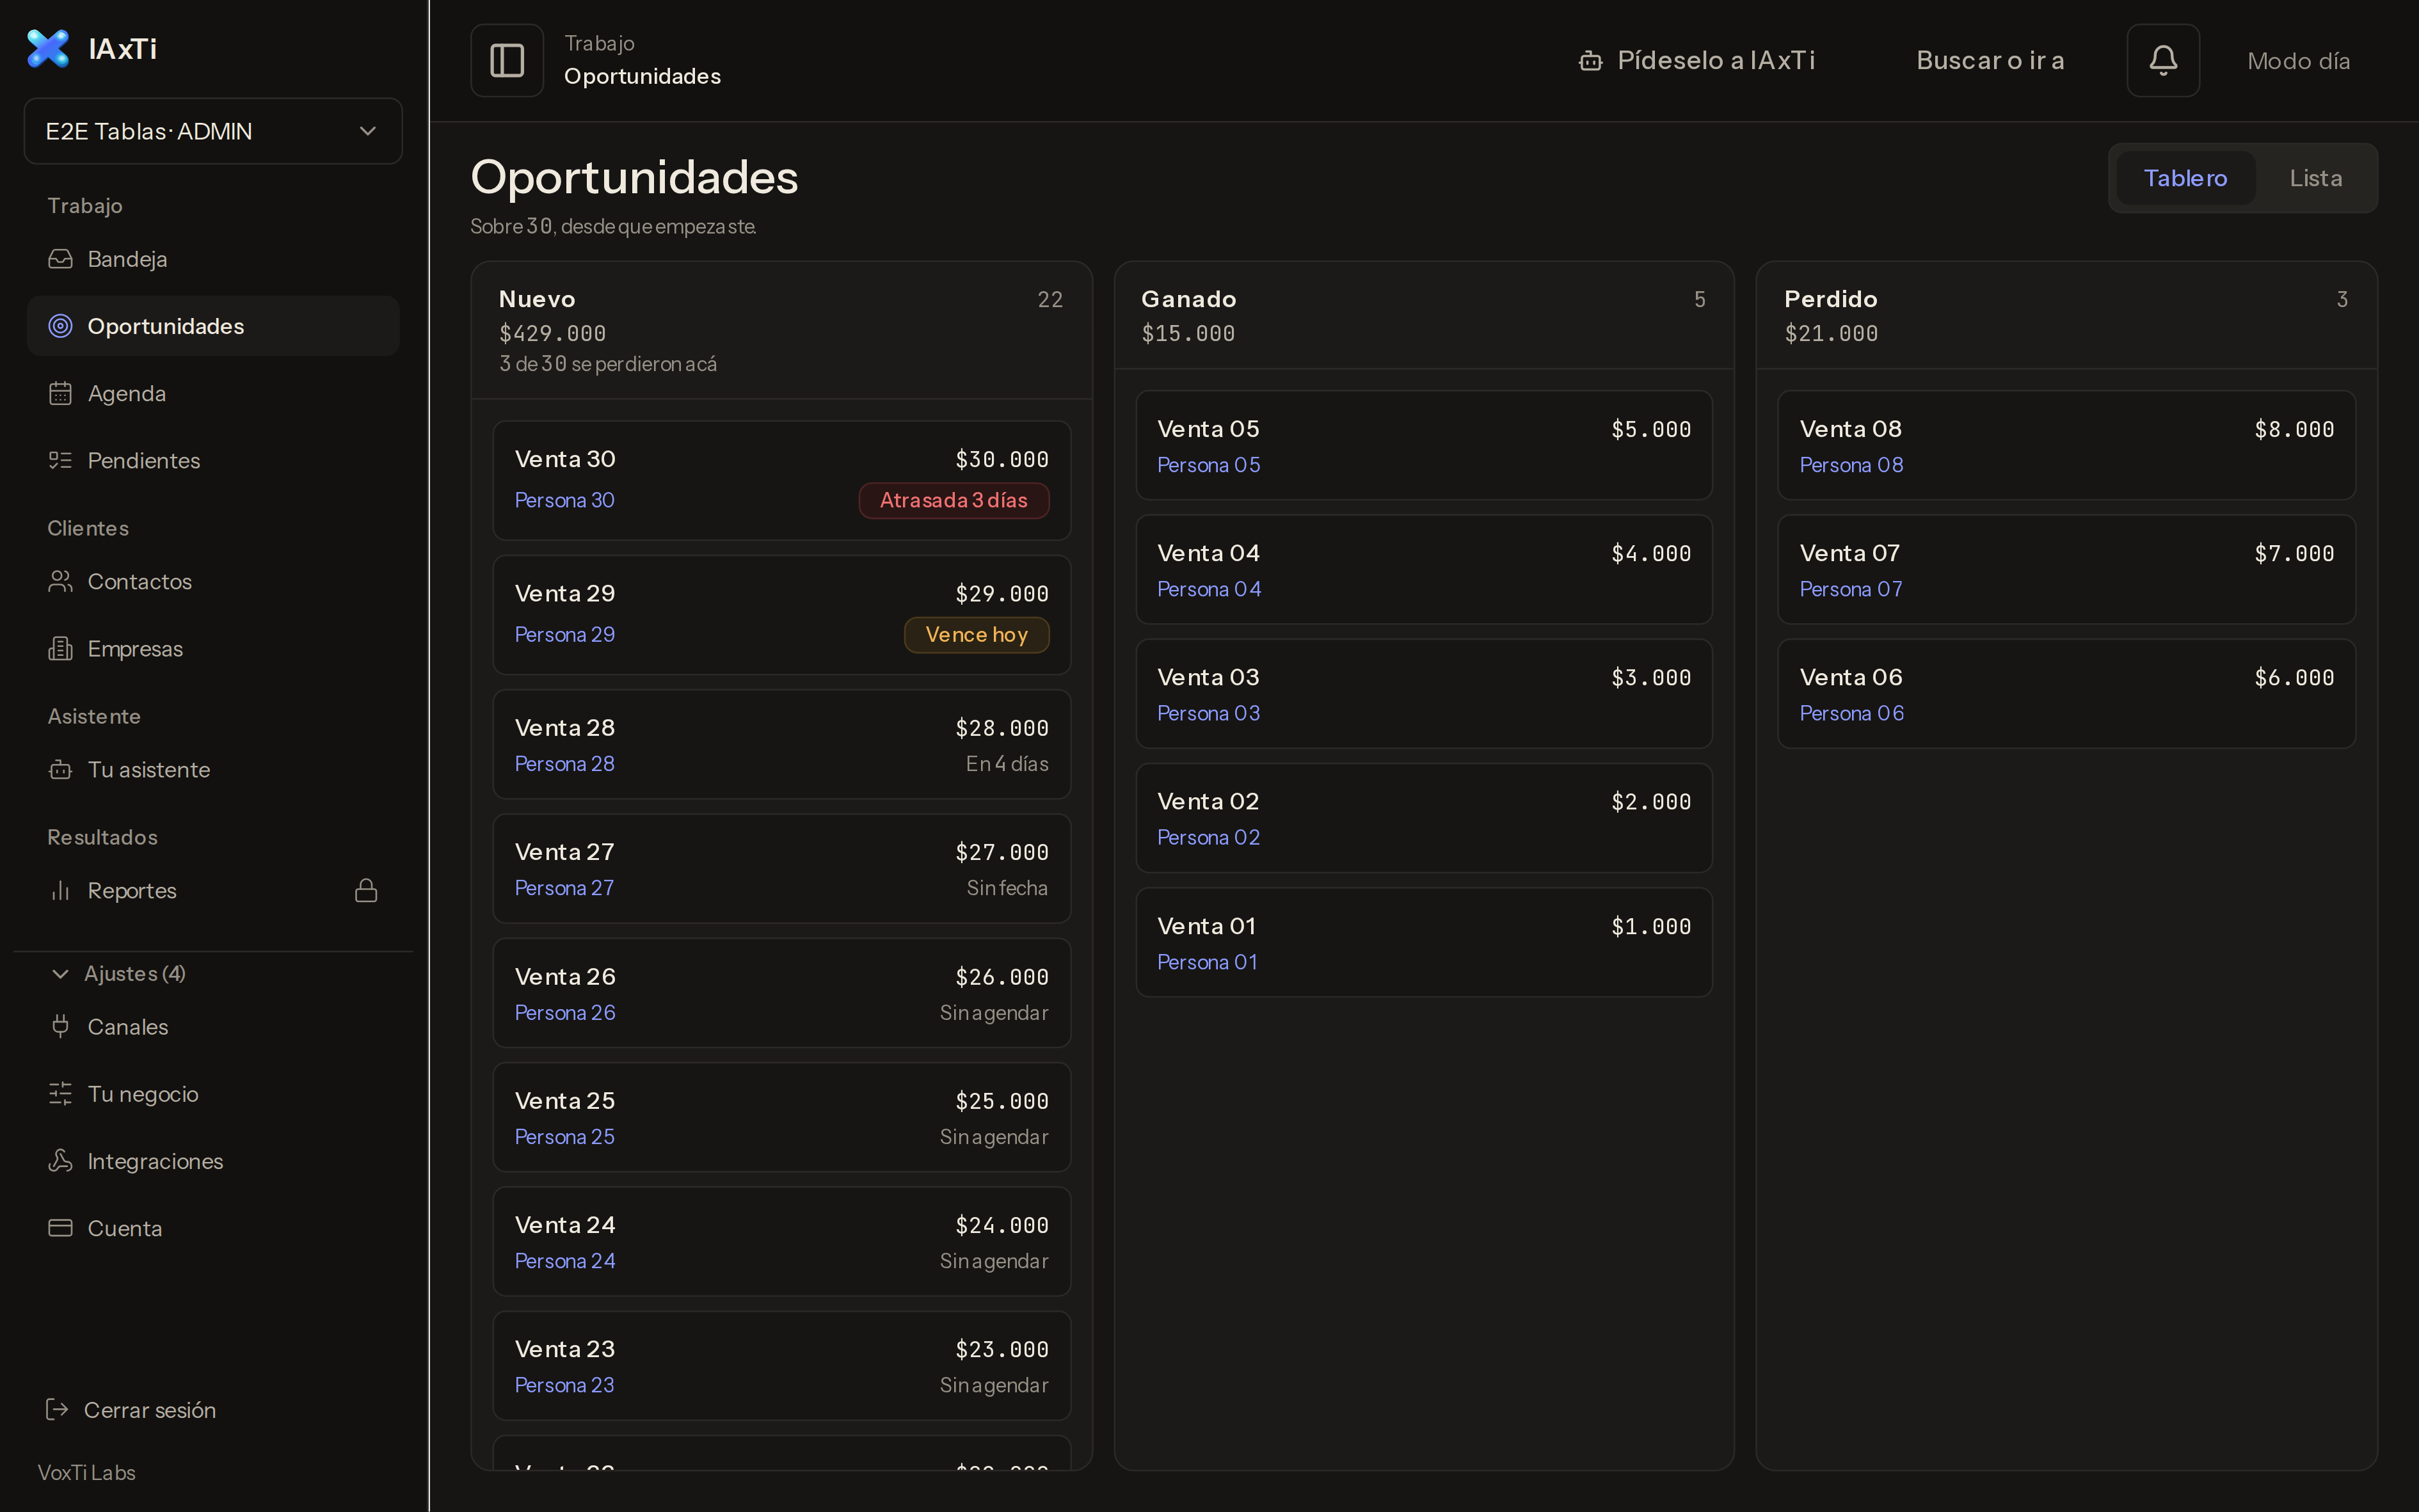 IAxTi
E2E Tablas · ADMIN
Trabajo
Bandeja
Oportunidades
Agenda
Pendientes
Clientes
Contactos
Empresas
Asistente
Tu asistente
Resultados
Reportes
Ajustes (4)
Canales
Tu negocio
Integraciones
Cuenta
Cerrar sesión
VoxTi Labs
Trabajo
Oportunidades
Pídeselo a IAxTi
Buscar o ir a
Modo día
Oportunidades
Sobre 30, desde que empezaste.
Tablero
Lista
Nuevo 22
$429.000
3 de 30 se perdieron acá
Venta 30 $30.000
Persona 30 Atrasada 3 días
Venta 29 $29.000
Persona 29 Vence hoy
Venta 28 $28.000
Persona 28 En 4 días
Venta 27 $27.000
Persona 27 Sin fecha
Venta 26 $26.000
Persona 26 Sin agendar
Venta 25 $25.000
Persona 25 Sin agendar
Venta 24 $24.000
Persona 24 Sin agendar
Venta 23 $23.000
Persona 23 Sin agendar
Ganado 5
$15.000
Venta 05 $5.000
Persona 05
Venta 04 $4.000
Persona 04
Venta 03 $3.000
Persona 03
Venta 02 $2.000
Persona 02
Venta 01 $1.000
Persona 01
Perdido 3
$21.000
Venta 08 $8.000
Persona 08
Venta 07 $7.000
Persona 07
Venta 06 $6.000
Persona 06